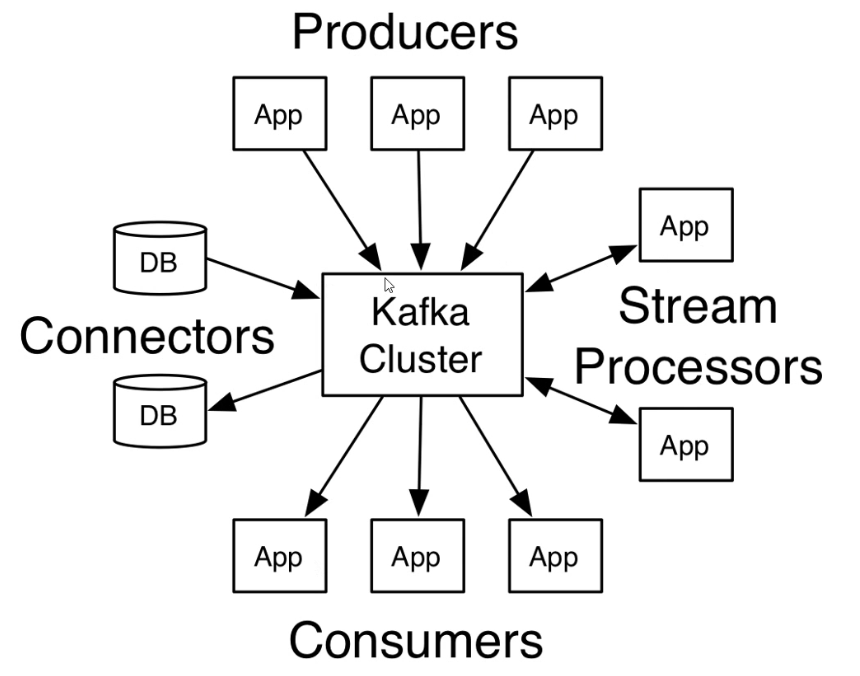 Producers
App
App
App
DB
App
Kafka
Cluster
Stream
Processors
Connectors
DB
App
App
App
App
Consumers